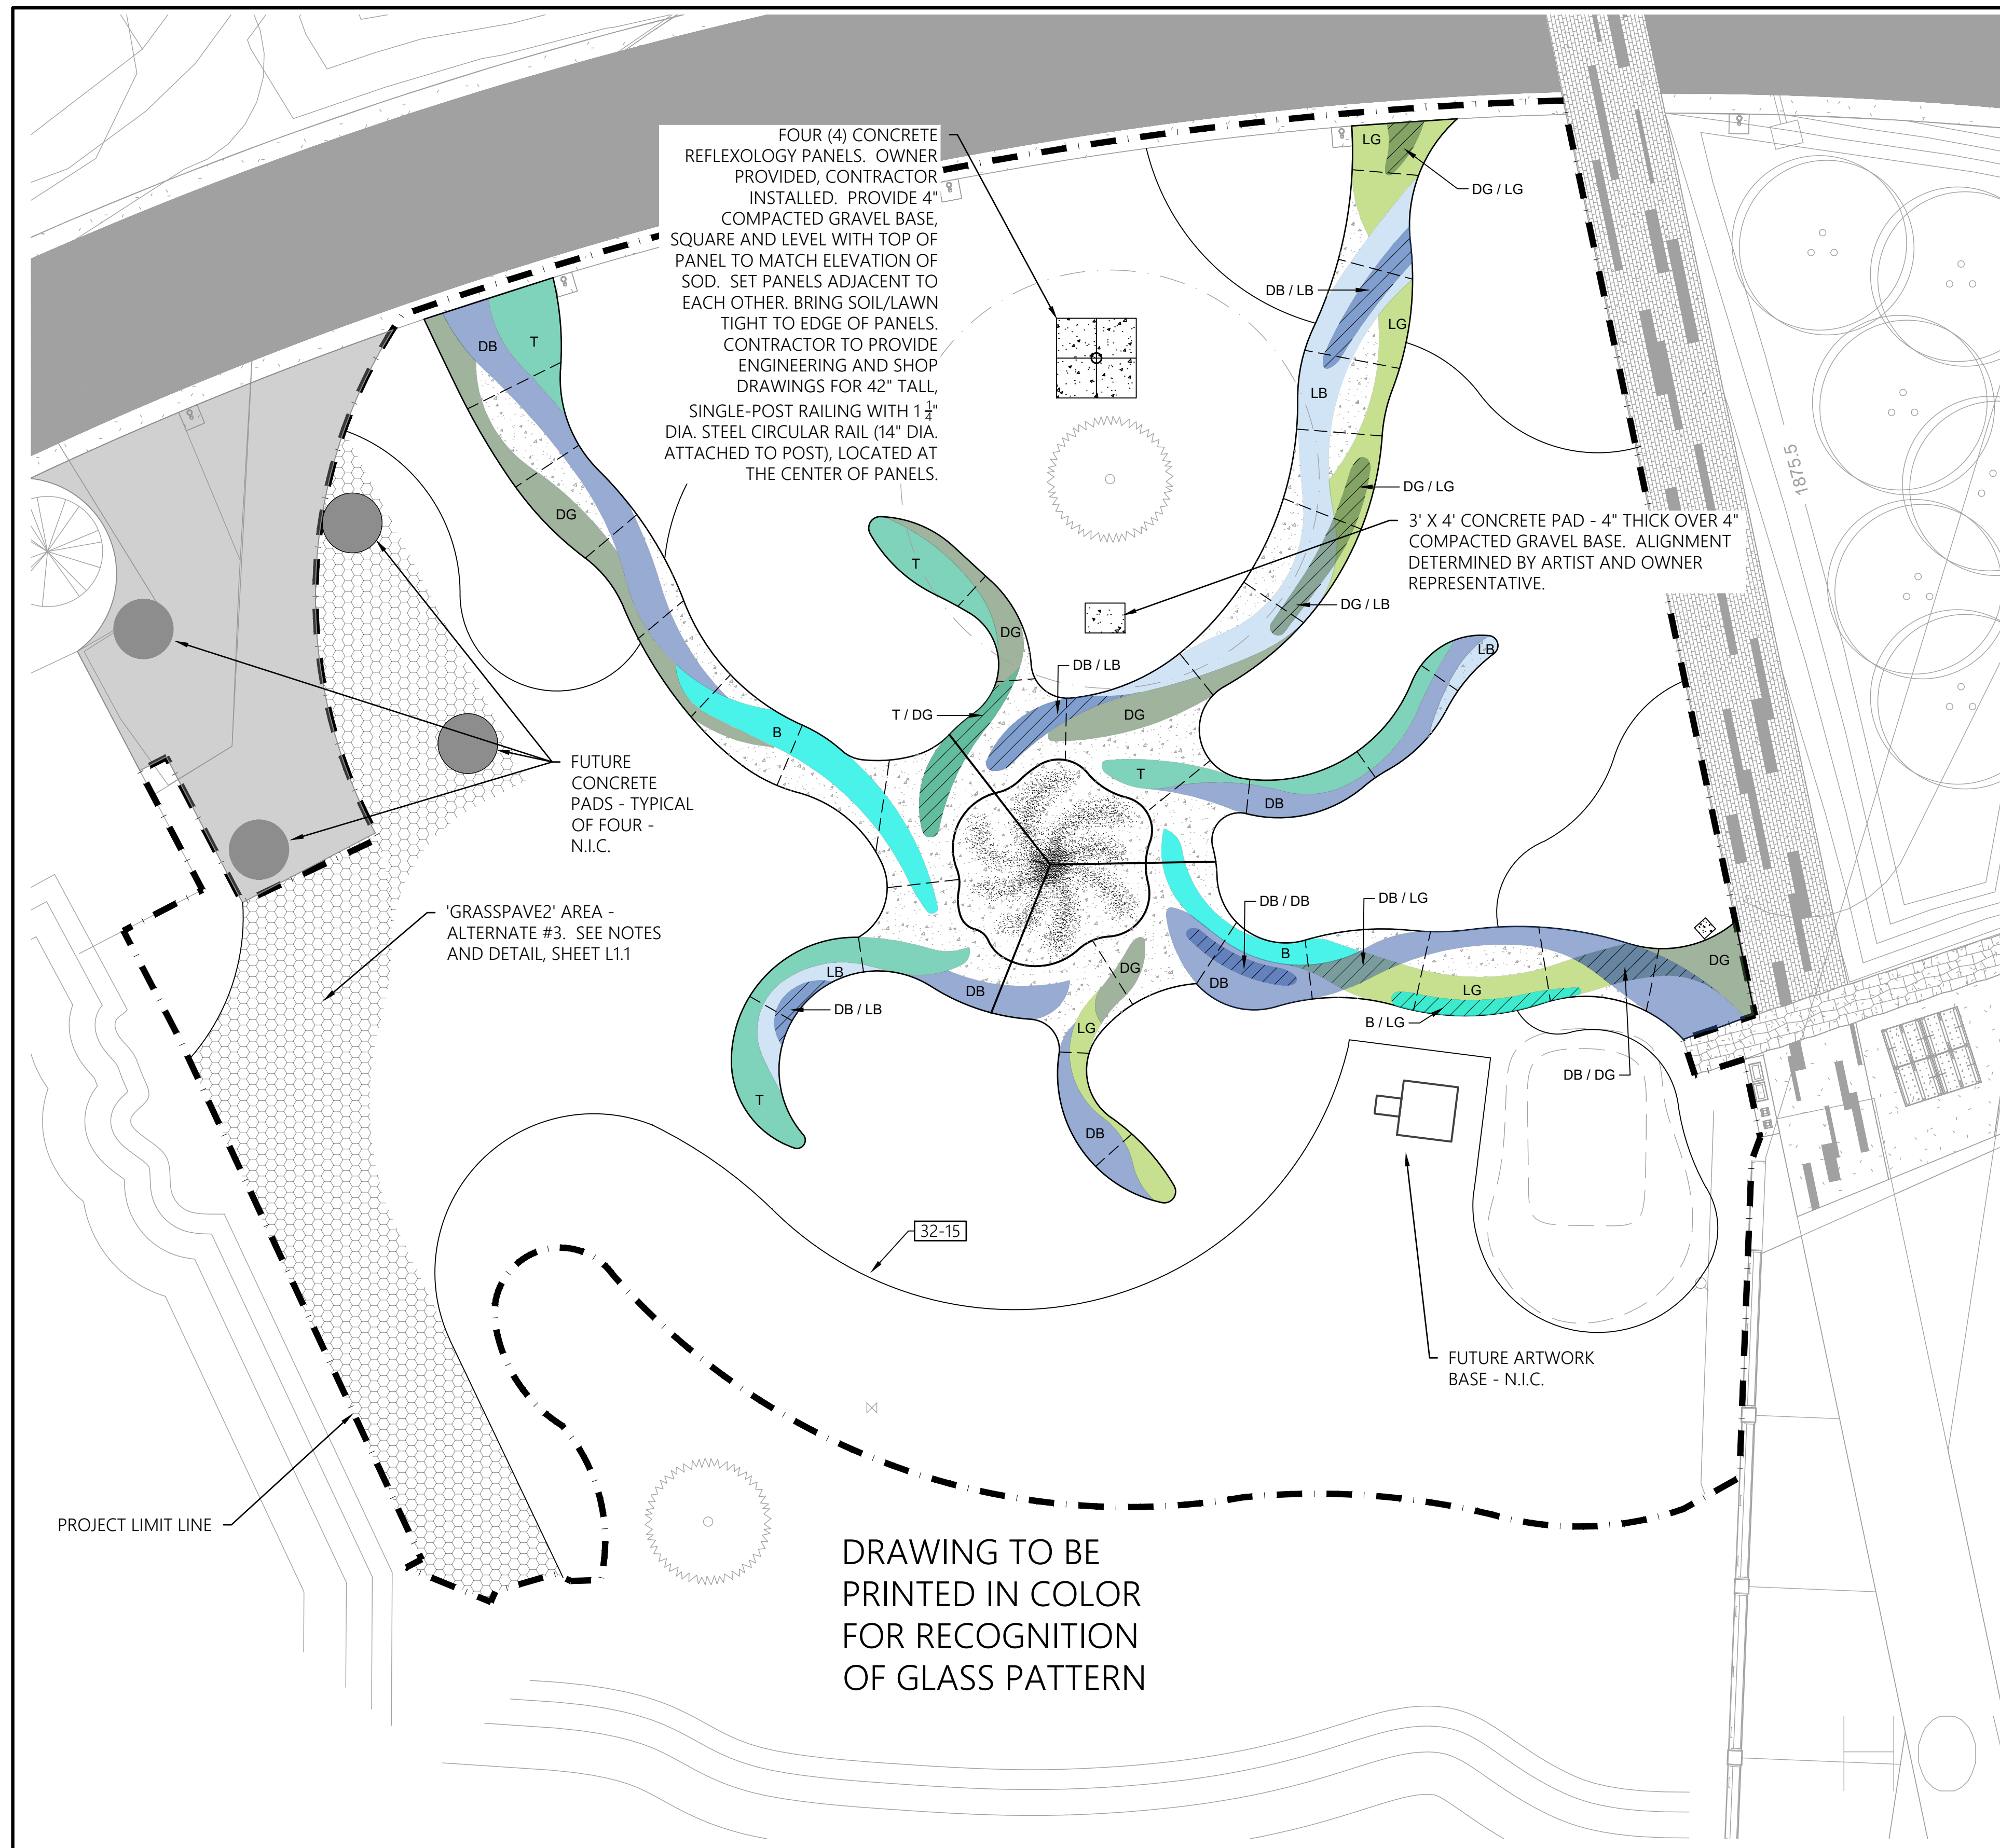 FOUR (4) CONCRETE
REFLEXOLOGY PANELS. OWNER
PROVIDED, CONTRACTOR
INSTALLED. PROVIDE 4"
COMPACTED GRAVEL BASE,
SQUARE AND LEVEL WITH TOP OF
PANEL TO MATCH ELEVATION OF
SOD. SET PANELS ADJACENT TO
EACH OTHER. BRING SOIL/LAWN
TIGHT TO EDGE OF PANELS.
CONTRACTOR TO PROVIDE
ENGINEERING AND SHOP
DRAWINGS FOR 42" TALL,
SINGLE-POST RAILING WITH 1 1/4"
DIA. STEEL CIRCULAR RAIL (14" DIA.
ATTACHED TO POST), LOCATED AT
THE CENTER OF PANELS.
LG
DG / LG
DB / LB
LG
DB
T
LB
DG
DG / LG
3' X 4' CONCRETE PAD - 4" THICK OVER 4"
COMPACTED GRAVEL BASE. ALIGNMENT
DETERMINED BY ARTIST AND OWNER
REPRESENTATIVE.
1875.5
T
DG / LB
DG
LB
DB / LB
T / DG
DG
B
T
DB
FUTURE
CONCRETE
PADS - TYPICAL
OF FOUR -
N.I.C.
'GRASSPAVE2' AREA -
ALTERNATE #3. SEE NOTES
AND DETAIL, SHEET L1.1
DB / DB
DB / LG
B
DG
LB
DG
DB
DB
LG
DB / LB
LG
B / LG
DB / DG
T
DB
32-15
FUTURE ARTWORK
BASE - N.I.C.
PROJECT LIMIT LINE
DRAWING TO BE
PRINTED IN COLOR
FOR RECOGNITION
OF GLASS PATTERN